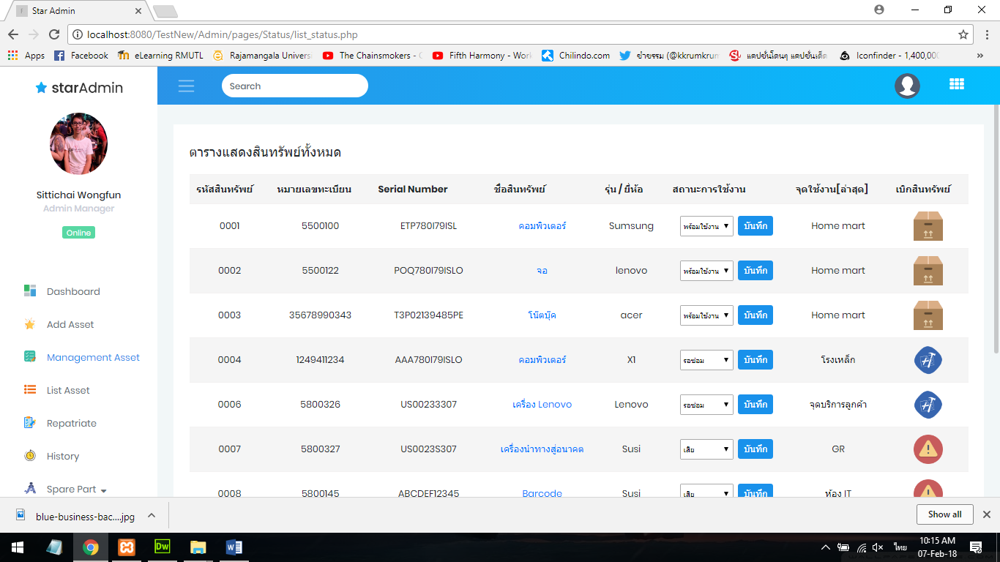 Star Admin
localhost:8080/TestNew/Admin/pages/Status/list_status.php
Apps Facebook eLearning RMUTL Rajamangala Universi The Chainsmokers - C Fifth Harmony - Work Chilindo.com ขำขรรม (@kkrumkrum แคปชั่นโดนๆ แคปชั่นเด็ด Iconfinder - 1,400,000 »
starAdmin
Search
Sittichai Wongfun
Admin Manager
Online
Dashboard
Add Asset
Management Asset
List Asset
Repatriate
History
Spare Part
ตารางแสดงสินทรัพย์ทั้งหมด
รหัสสินทรัพย์ หมายเลขทะเบียน Serial Number ชื่อสินทรัพย์ รุ่น / ยี่ห้อ สถานะการใช้งาน จุดใช้งาน[ล่าสุด] เบิกสินทรัพย์
0001 5500100 ETP780I79ISL คอมพิวเตอร์ Sumsung พร้อมใช้งาน บันทึก Home mart
0002 5500122 POQ780I79ISLO จอ lenovo พร้อมใช้งาน บันทึก Home mart
0003 35678990343 T3P02139485PE โน๊ตบุ๊ค acer พร้อมใช้งาน บันทึก Home mart
0004 1249411234 AAA780I79ISLO คอมพิวเตอร์ X1 รอซ่อม บันทึก โรงเหล็ก
0006 5800326 US00233307 เครื่อง Lenovo Lenovo รอซ่อม บันทึก จุดบริการลูกค้า
0007 5800327 US0023S307 เครื่องนำทางสู่อนาคต Susi เสีย บันทึก GR
0008 5800145 ABCDEF12345 Barcode Susi เสีย บันทึก ห้อง IT
blue-business-bac....jpg
Show all
Dw
ไทย
10:15 AM
07-Feb-18